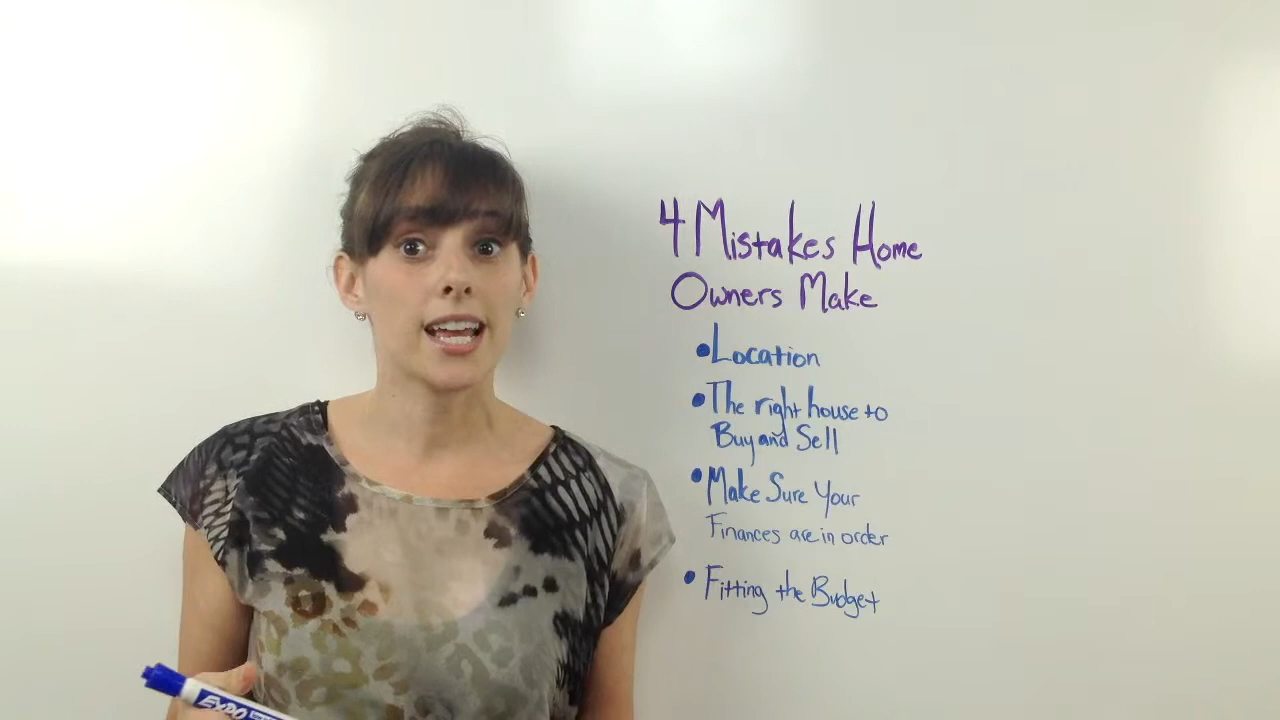 4 Mistakes Home
Owners Make
•Location
•The right house to
Buy and Sell
•Make Sure Your
Finances are in order
•Fitting the Budget
EXPO